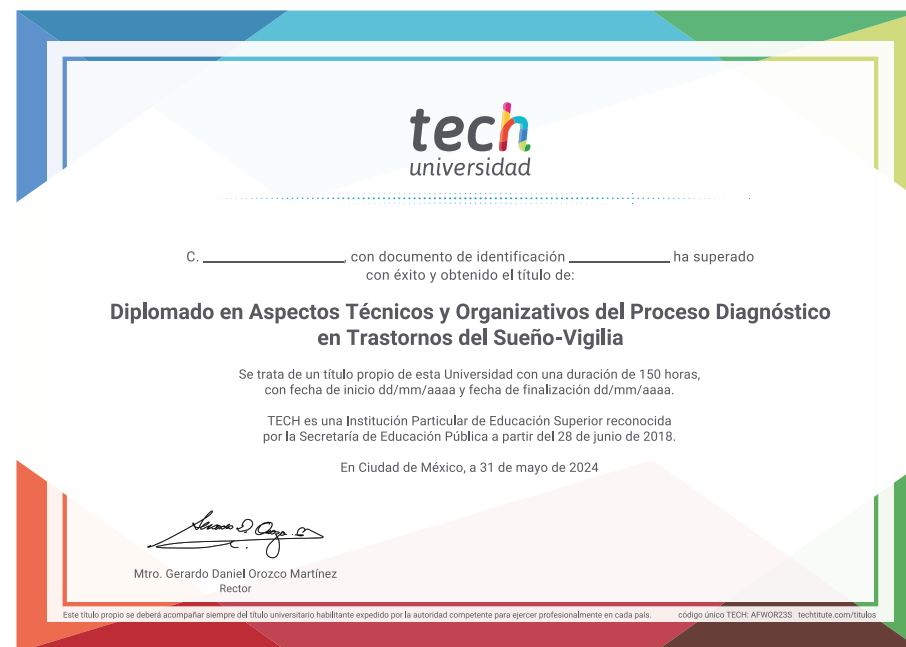 tech
universidad
C. ____________________, con documento de identificación ______________ ha superado
con éxito y obtenido el título de:
Diplomado en Aspectos Técnicos y Organizativos del Proceso Diagnóstico
en Trastornos del Sueño-Vigilia
Se trata de un título propio de esta Universidad con una duración de 150 horas,
con fecha de inicio dd/mm/aaaa y fecha de finalización dd/mm/aaaa.
TECH es una Institución Particular de Educación Superior reconocida
por la Secretaría de Educación Pública a partir del 28 de junio de 2018.
En Ciudad de México, a 31 de mayo de 2024
Mtro. Gerardo Daniel Orozco Martínez
Rector
Este título propio se deberá acompañar siempre del título universitario habilitante expedido por la autoridad competente para ejercer profesionalmente en cada país. código único TECH: AFWOR23S techtitute.com/titulos